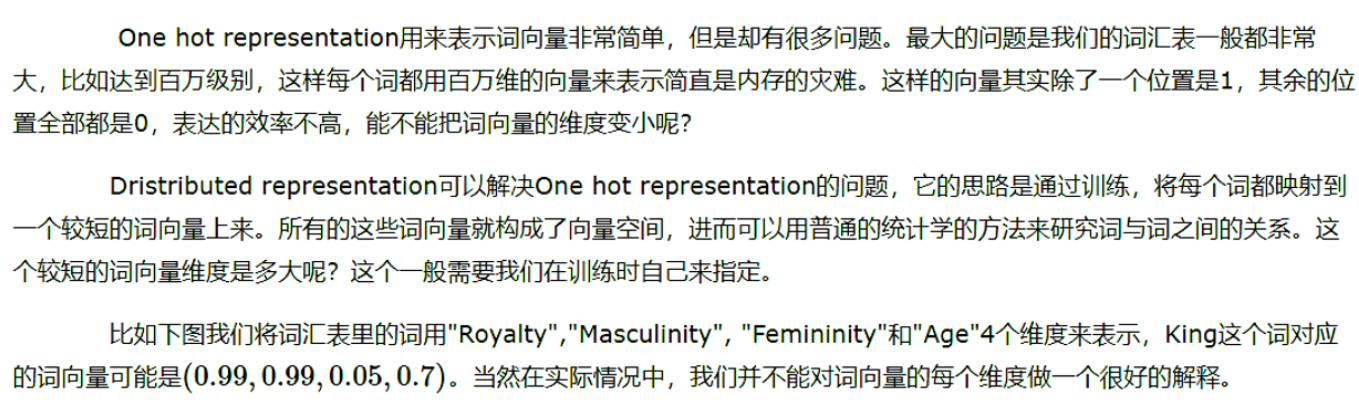 One hot representation用来表示词向量非常简单，但是却有很多问题。最大的问题是我们的词汇表一般都非常
大，比如达到百万级别，这样每个词都用百万维的向量来表示简直是内存的灾难。这样的向量其实除了一个位置是1，其余的位
置全部都是0，表达的效率不高，能不能把词向量的维度变小呢？
Dristributed representation可以解决One hot representation的问题，它的思路是通过训练，将每个词都映射到
一个较短的词向量上来。所有的这些词向量就构成了向量空间，进而可以用普通的统计学的方法来研究词与词之间的关系。这
个较短的词向量维度是多大呢？这个一般需要我们在训练时自己来指定。
比如下图我们将词汇表里的词用"Royalty","Masculinity", "Femininity"和"Age"4个维度来表示，King这个词对应
的词向量可能是(0.99,0.99,0.05,0.7)。当然在实际情况中，我们并不能对词向量的每个维度做一个很好的解释。